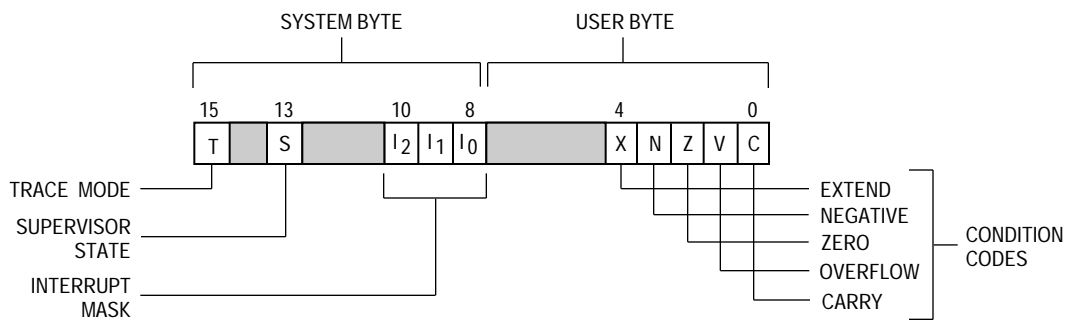 SYSTEM BYTE USER BYTE
15 13 10 8 4 0
T S I2 I1 I0 X N Z V C
TRACE MODE
SUPERVISOR
STATE
INTERRUPT
MASK
EXTEND
NEGATIVE
ZERO
OVERFLOW
CARRY
CONDITION
CODES